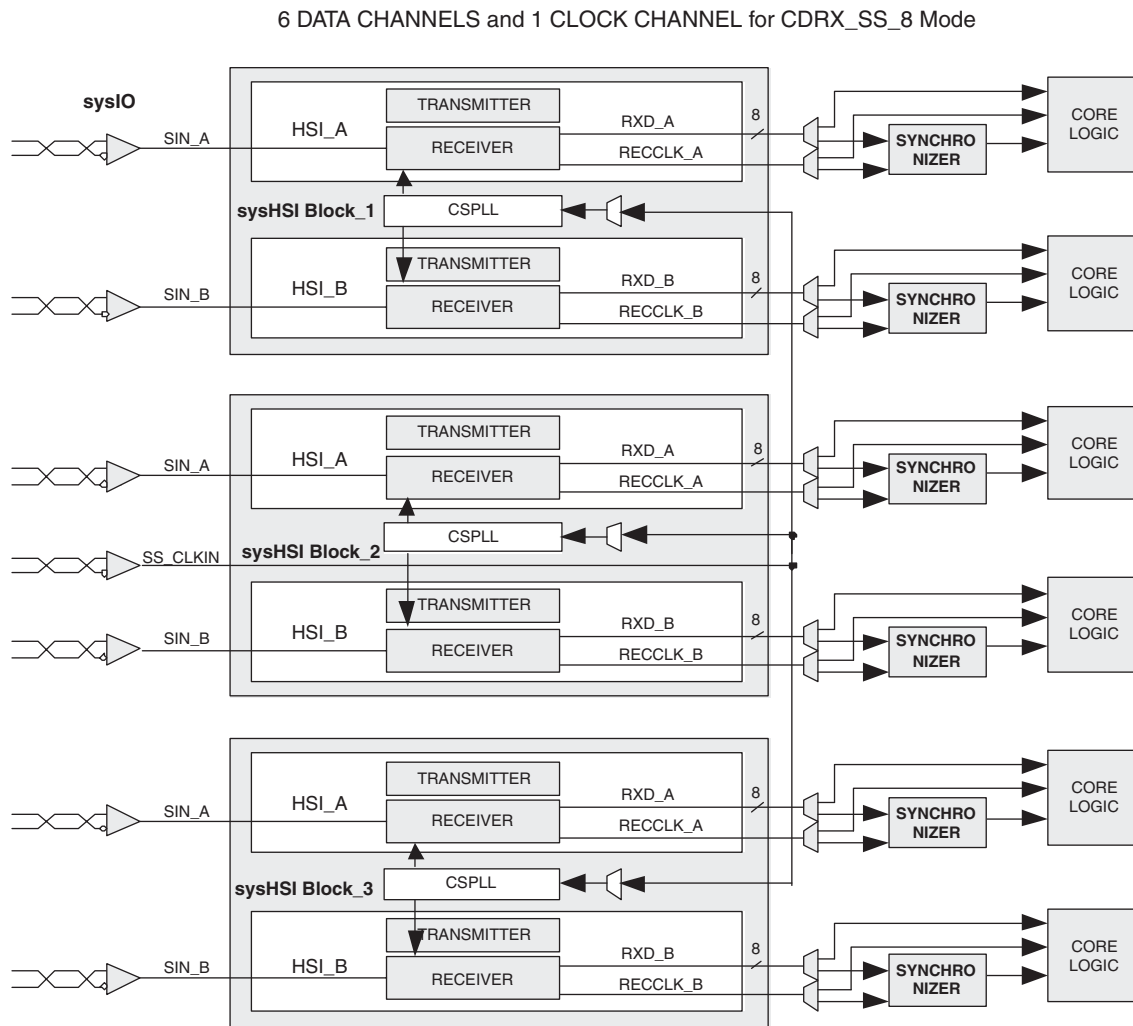 6 DATA CHANNELS and 1 CLOCK CHANNEL for CDRX_SS_8 Mode
sysIO
SIN_A
HSI_A
TRANSMITTER
RECEIVER
RXD_A
8
RECCLK_A
SYNCHRO
NIZER
CORE
LOGIC
sysHSI Block_1
CSPLL
SIN_B
HSI_B
TRANSMITTER
RECEIVER
RXD_B
8
RECCLK_B
SYNCHRO
NIZER
CORE
LOGIC
SIN_A
HSI_A
TRANSMITTER
RECEIVER
RXD_A
8
RECCLK_A
SYNCHRO
NIZER
CORE
LOGIC
SS_CLKIN
sysHSI Block_2
CSPLL
SIN_B
HSI_B
TRANSMITTER
RECEIVER
RXD_B
8
RECCLK_B
SYNCHRO
NIZER
CORE
LOGIC
SIN_A
HSI_A
TRANSMITTER
RECEIVER
RXD_A
8
RECCLK_A
SYNCHRO
NIZER
CORE
LOGIC
sysHSI Block_3
CSPLL
SIN_B
HSI_B
TRANSMITTER
RECEIVER
RXD_B
8
RECCLK_B
SYNCHRO
NIZER
CORE
LOGIC